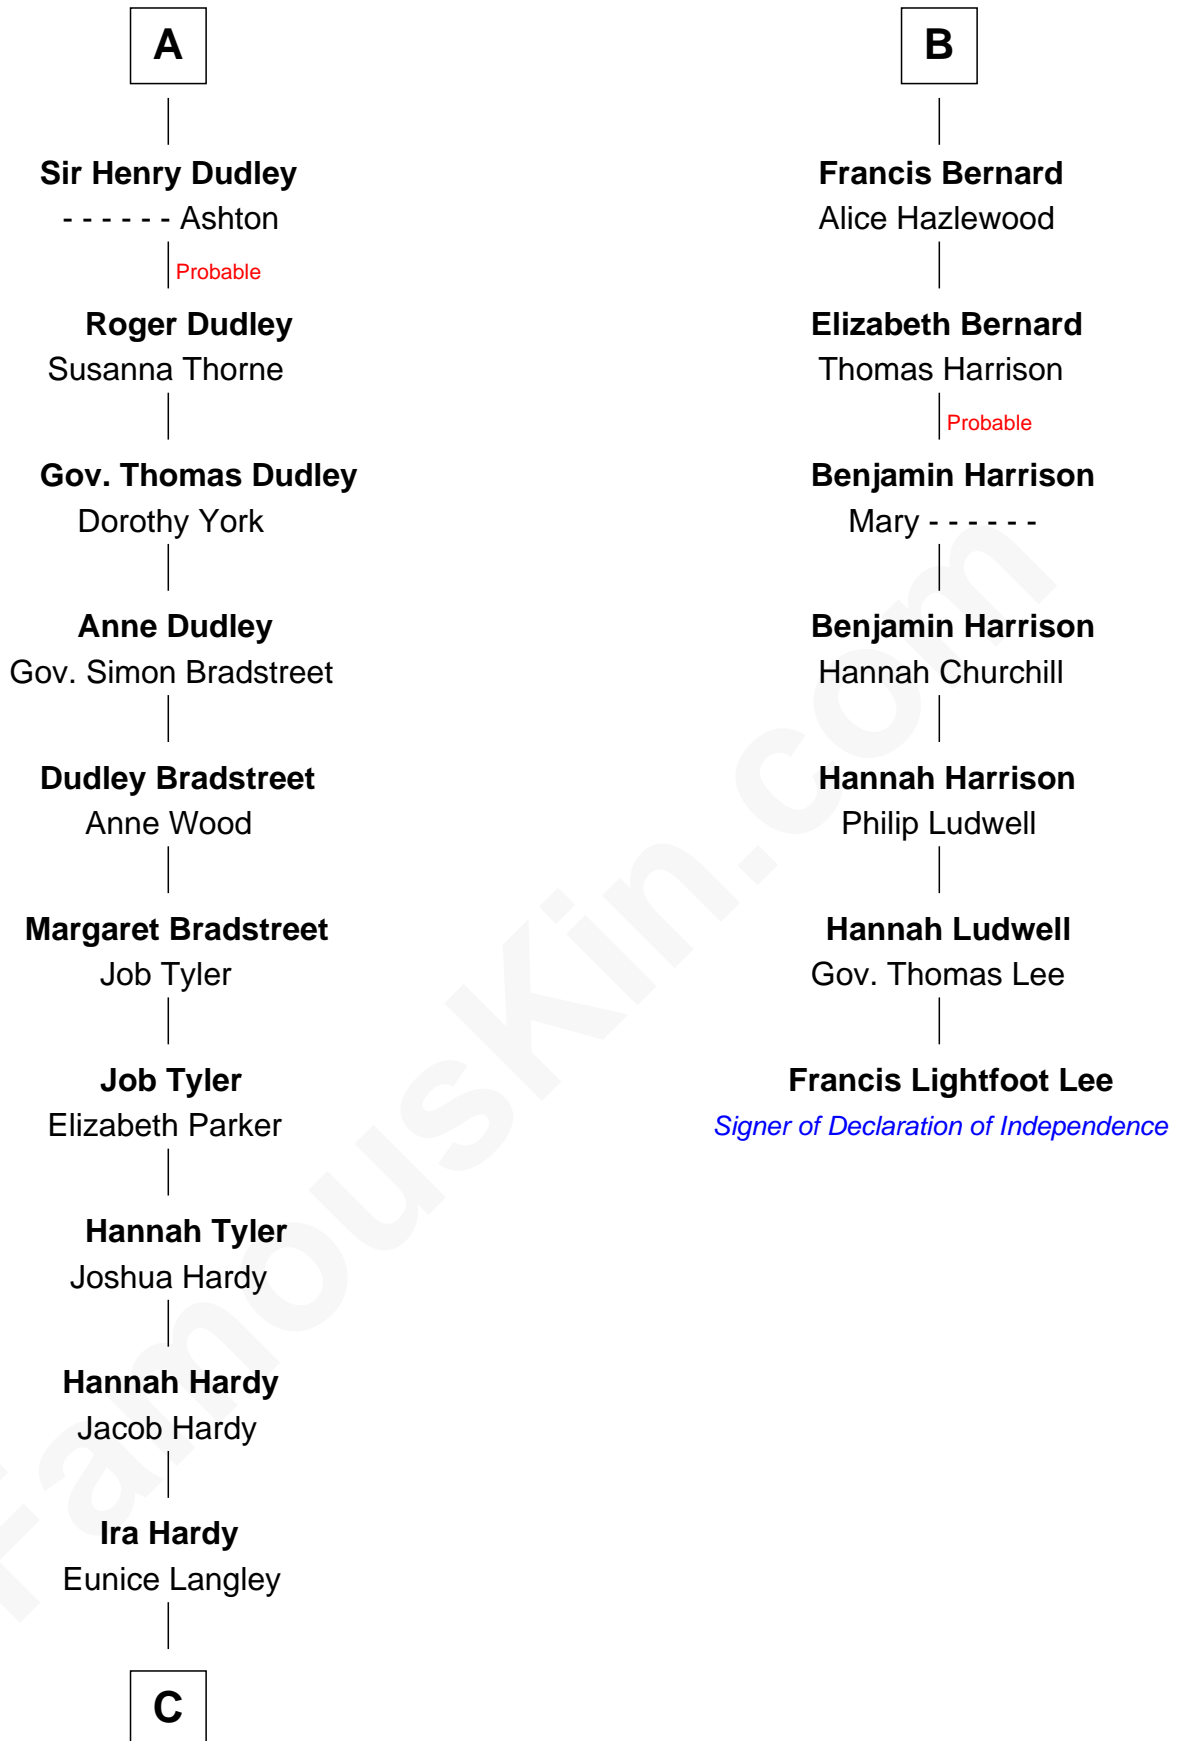 A
Sir Henry Dudley
- - - - - - Ashton
Probable
Roger Dudley
Susanna Thorne
Gov. Thomas Dudley
Dorothy York
Anne Dudley
Gov. Simon Bradstreet
Dudley Bradstreet
Anne Wood
Margaret Bradstreet
Job Tyler
Job Tyler
Elizabeth Parker
Hannah Tyler
Joshua Hardy
Hannah Hardy
Jacob Hardy
Ira Hardy
Eunice Langley
C
B
Francis Bernard
Alice Hazlewood
Elizabeth Bernard
Thomas Harrison
Probable
Benjamin Harrison
Mary - - - - - -
Benjamin Harrison
Hannah Churchill
Hannah Harrison
Philip Ludwell
Hannah Ludwell
Gov. Thomas Lee
Francis Lightfoot Lee
Signer of Declaration of Independence
FamousKin.com